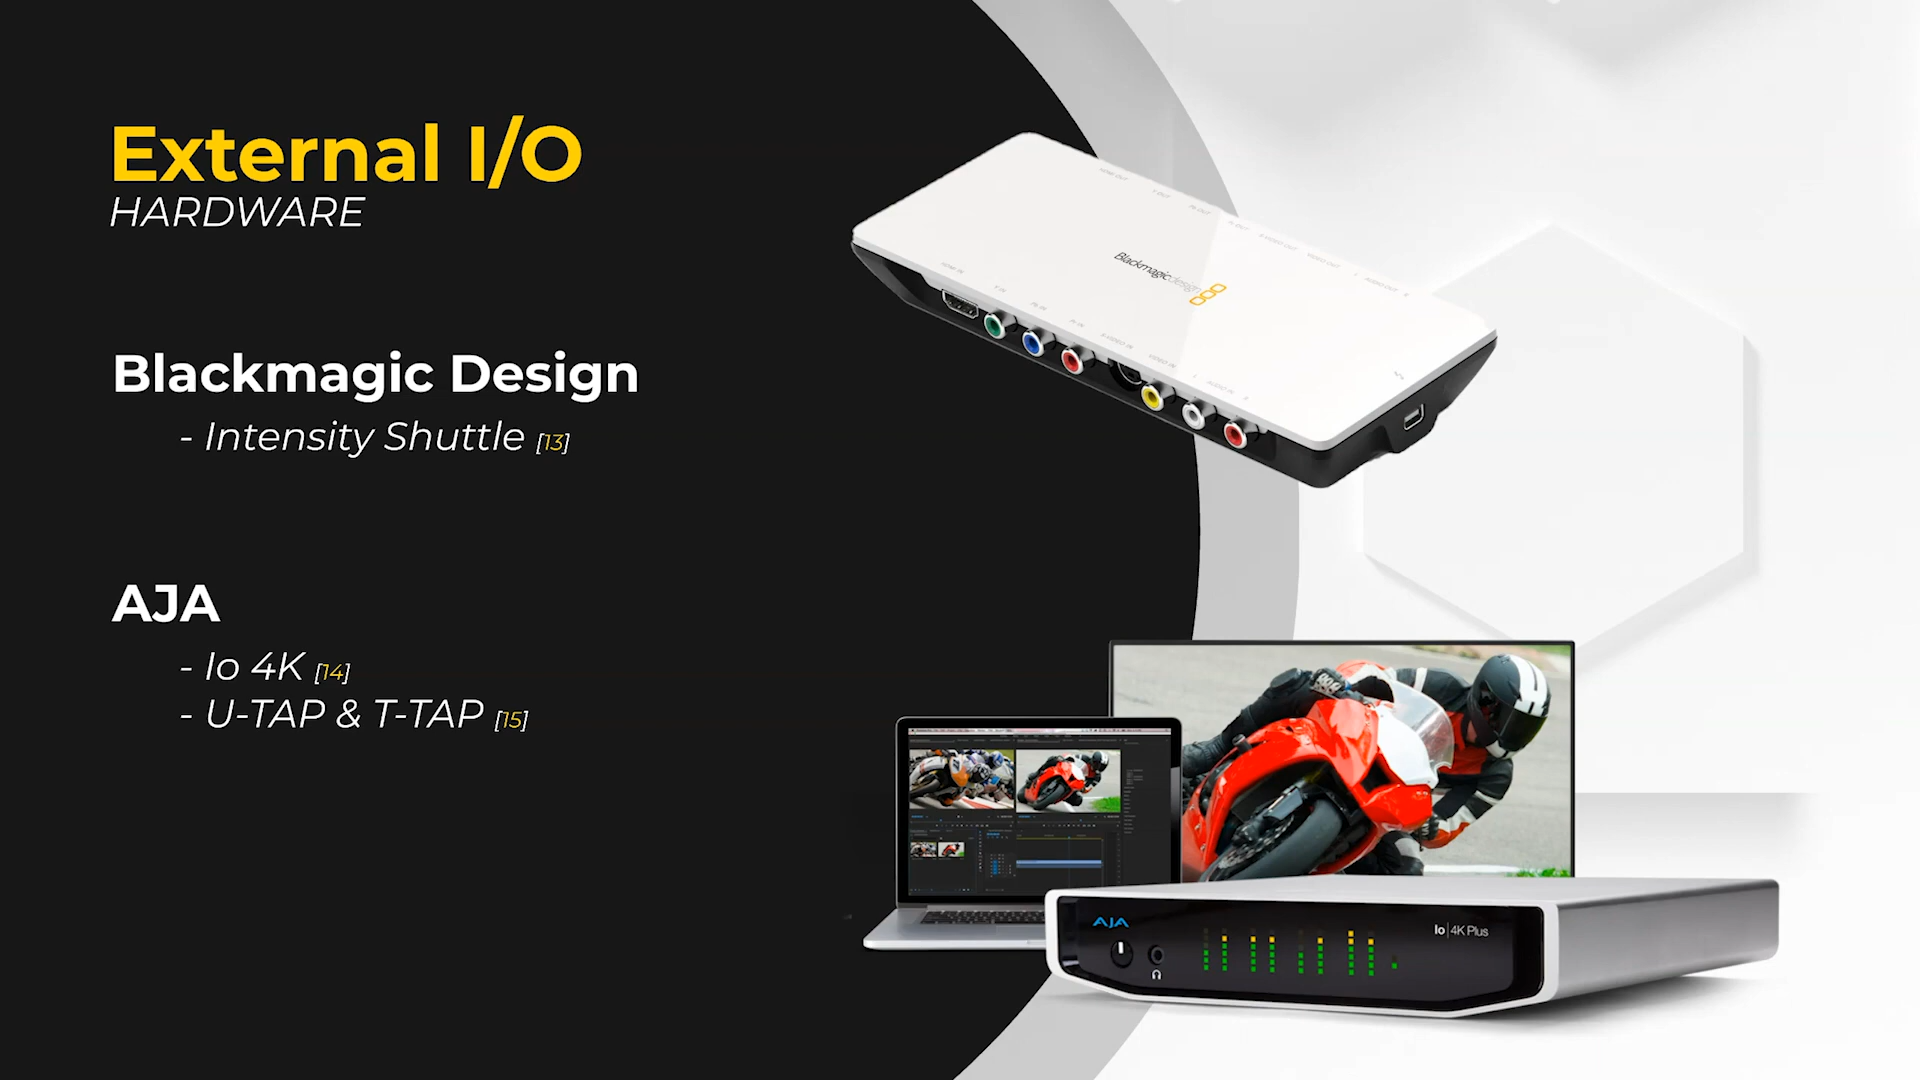 External I/O
HARDWARE
Blackmagic Design
- Intensity Shuttle [13]
AJA
- Io 4K [14]
- U-TAP & T-TAP [15]
Blackmagicdesign
AJA
Io | 4K Plus